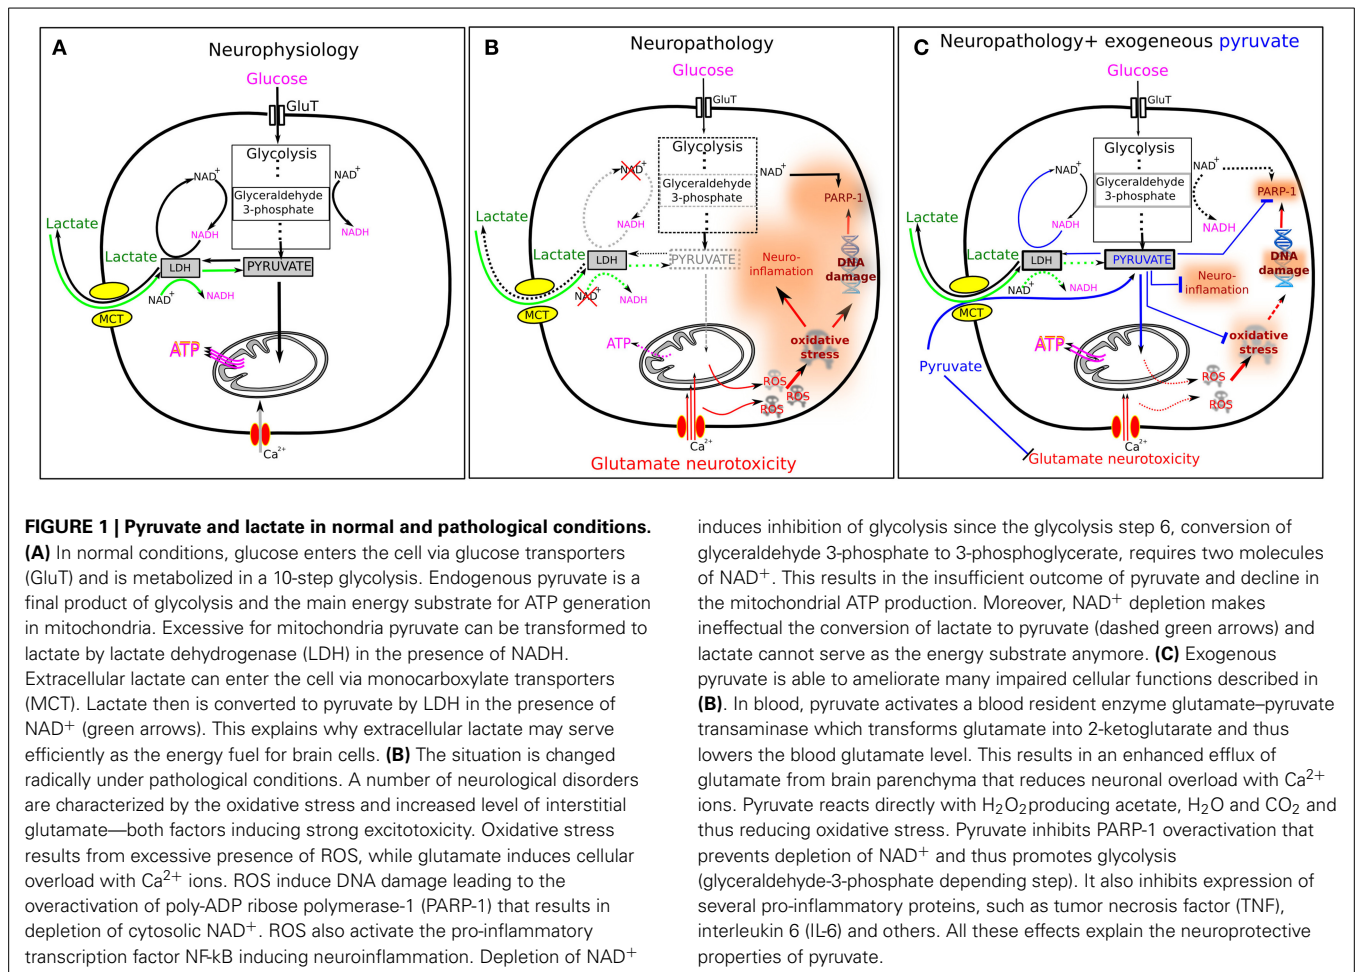 A
Neurophysiology
Glucose
GluT
Glycolysis
NAD+
NAD+
Glyceraldehyde
3-phosphate
Lactate
NADH
NADH
Lactate
LDH
PYRUVATE
NAD+
NADH
MCT
ATP
Ca2+
B
Neuropathology
Glucose
GluT
Glycolysis
NAD+
NAD+
Glyceraldehyde
3-phosphate
PARP-1
Lactate
NADH
Lactate
LDH
PYRUVATE
Neuro-
inflamation
DNA
damage
NAD+
NADH
MCT
ATP
oxidative
stress
ROS
ROS
ROS
Ca2+
Glutamate neurotoxicity
C
Neuropathology+ exogeneous pyruvate
Glucose
GluT
Glycolysis
NAD+
NAD+
Glyceraldehyde
3-phosphate
PARP-1
Lactate
NADH
NADH
LDH
PYRUVATE
DNA
damage
Neuro-
inflamation
NAD+
NADH
MCT
oxidative
stress
ATP
Pyruvate
ROS
ROS
Ca2+
Glutamate neurotoxicity
FIGURE 1 | Pyruvate and lactate in normal and pathological conditions.
(A) In normal conditions, glucose enters the cell via glucose transporters
(GluT) and is metabolized in a 10-step glycolysis. Endogenous pyruvate is a
final product of glycolysis and the main energy substrate for ATP generation
in mitochondria. Excessive for mitochondria pyruvate can be transformed to
lactate by lactate dehydrogenase (LDH) in the presence of NADH.
Extracellular lactate can enter the cell via monocarboxylate transporters
(MCT). Lactate then is converted to pyruvate by LDH in the presence of
NAD+ (green arrows). This explains why extracellular lactate may serve
efficiently as the energy fuel for brain cells. (B) The situation is changed
radically under pathological conditions. A number of neurological disorders
are characterized by the oxidative stress and increased level of interstitial
glutamate—both factors inducing strong excitotoxicity. Oxidative stress
results from excessive presence of ROS, while glutamate induces cellular
overload with Ca2+ ions. ROS induce DNA damage leading to the
overactivation of poly-ADP ribose polymerase-1 (PARP-1) that results in
depletion of cytosolic NAD+. ROS also activate the pro-inflammatory
transcription factor NF-kB inducing neuroinflammation. Depletion of NAD+
induces inhibition of glycolysis since the glycolysis step 6, conversion of
glyceraldehyde 3-phosphate to 3-phosphoglycerate, requires two molecules
of NAD+. This results in the insufficient outcome of pyruvate and decline in
the mitochondrial ATP production. Moreover, NAD+ depletion makes
ineffectual the conversion of lactate to pyruvate (dashed green arrows) and
lactate cannot serve as the energy substrate anymore. (C) Exogenous
pyruvate is able to ameliorate many impaired cellular functions described in
(B). In blood, pyruvate activates a blood resident enzyme glutamate–pyruvate
transaminase which transforms glutamate into 2-ketoglutarate and thus
lowers the blood glutamate level. This results in an enhanced efflux of
glutamate from brain parenchyma that reduces neuronal overload with Ca2+
ions. Pyruvate reacts directly with H2O2producing acetate, H2O and CO2 and
thus reducing oxidative stress. Pyruvate inhibits PARP-1 overactivation that
prevents depletion of NAD+ and thus promotes glycolysis
(glyceraldehyde-3-phosphate depending step). It also inhibits expression of
several pro-inflammatory proteins, such as tumor necrosis factor (TNF),
interleukin 6 (IL-6) and others. All these effects explain the neuroprotective
properties of pyruvate.